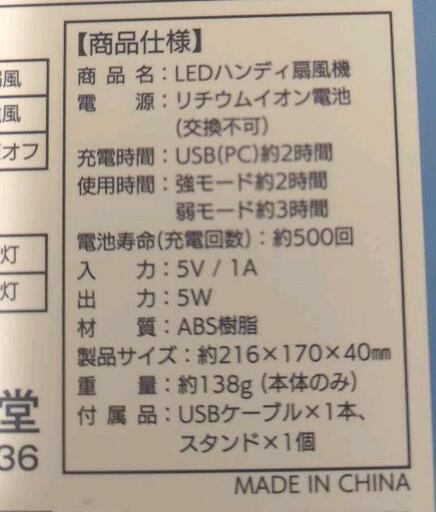 【商品仕様】
商品名：LEDハンディ扇風機
電源：リチウムイオン電池
(交換不可)
充電時間：USB(PC)約2時間
使用時間：強モード約2時間
弱モード約3時間
電池寿命(充電回数)：約500回
入力：5V / 1A
出力：5W
材質：ABS樹脂
製品サイズ：約216×170×40㎜
重量：約138g (本体のみ)
付属品：USBケーブル×1本、
スタンド×1個
MADE IN CHINA
風
風
オフ
灯
灯
堂
36